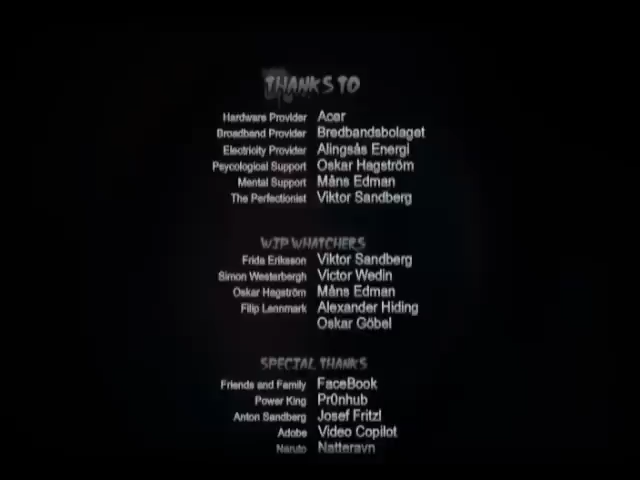 THANKS TO
Hardware Provider Acer
Broadband Provider Bredbandsbolaget
Electricity Provider Alingsås Energi
Psycological Support Oskar Hagström
Mental Support Måns Edman
The Perfectionist Viktor Sandberg
WIP WHATCHERS
Frida Eriksson Viktor Sandberg
Simon Westerbergh Victor Wedin
Oskar Hagström Måns Edman
Filip Lennmark Alexander Hiding
Oskar Göbel
SPECIAL THANKS
Friends and Family FaceBook
Power King Pr0nhub
Anton Sandberg Josef Fritzl
Adobe Video Copilot
Naruto Natteravn